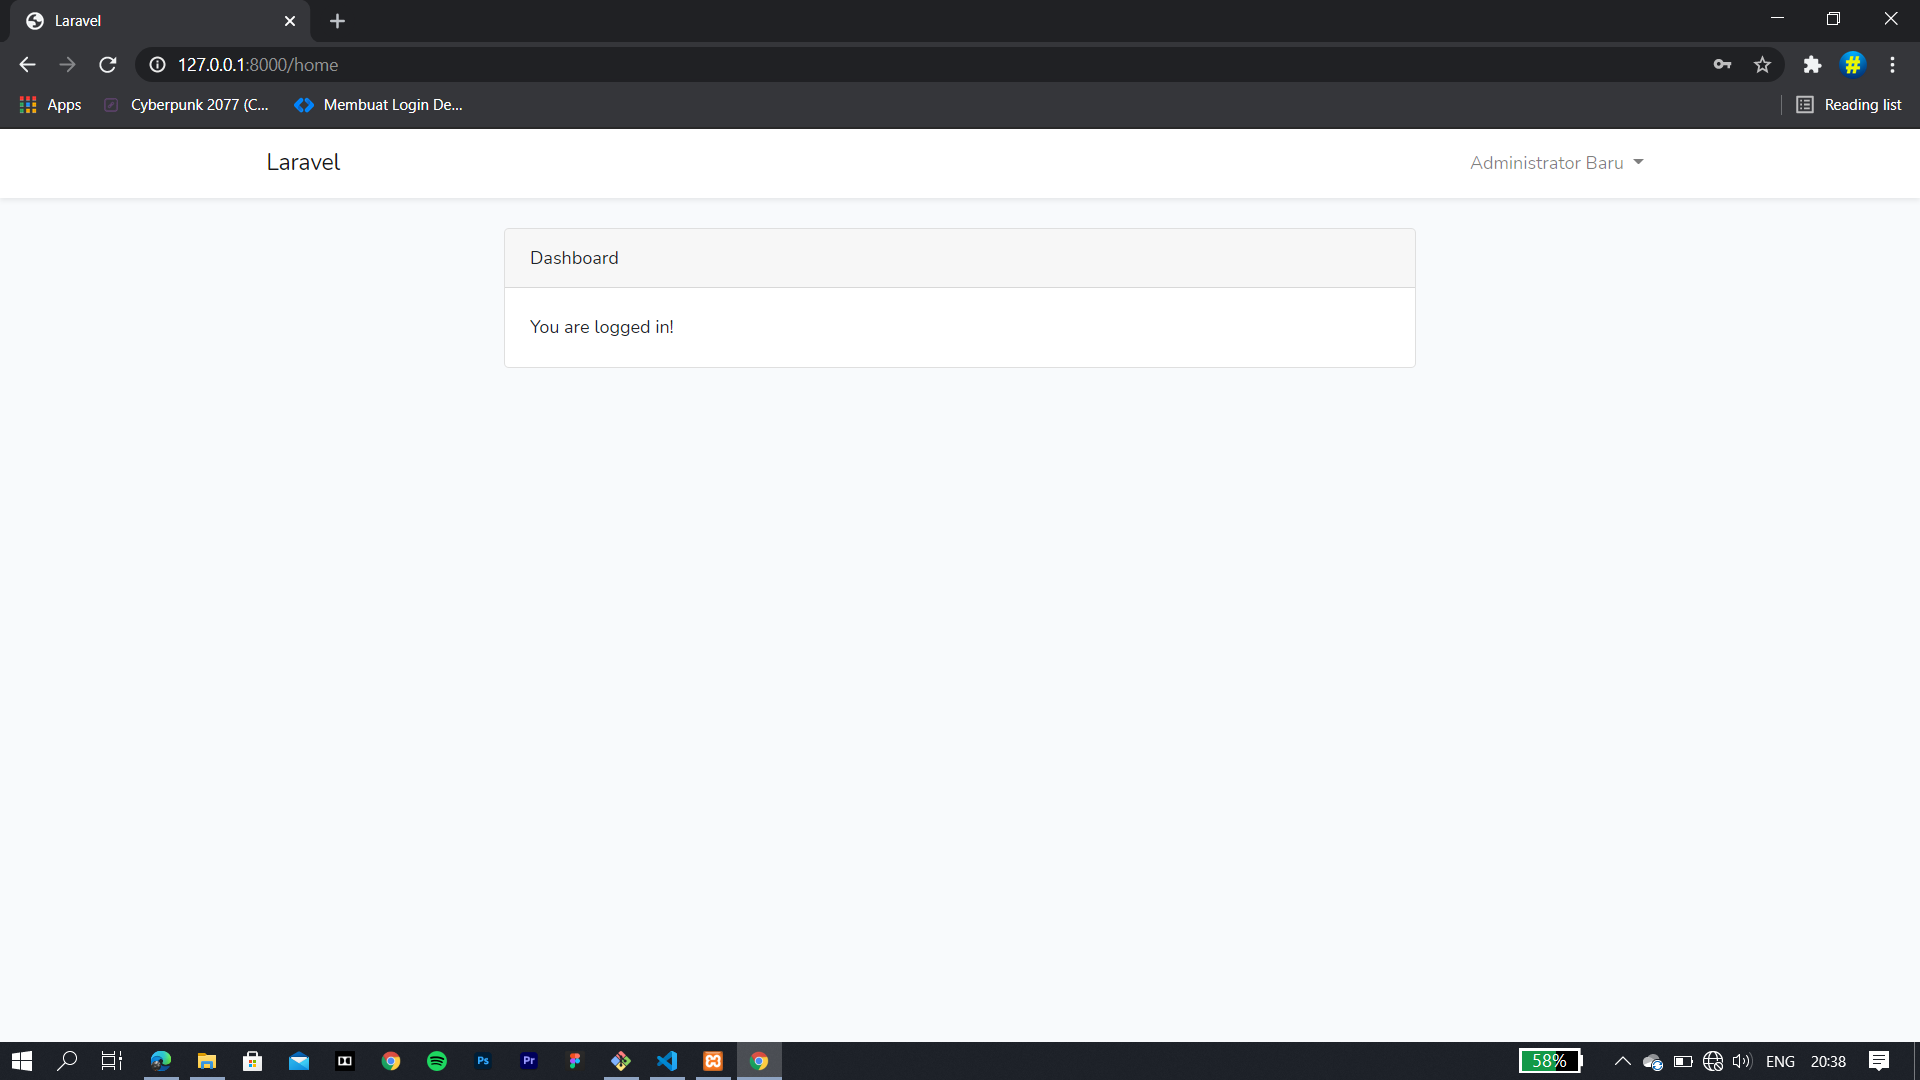 Laravel
127.0.0.1:8000/home
Apps
Cyberpunk 2077 (C...
Membuat Login De...
Reading list
Laravel
Administrator Baru
Dashboard
You are logged in!
Ps
Pr
58%
ENG
20:38